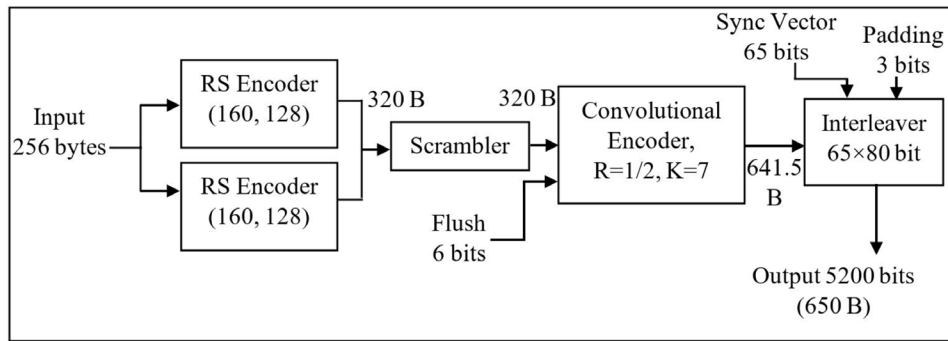 Sync Vector
65 bits
Padding
3 bits
Input
256 bytes
RS Encoder
(160, 128)
RS Encoder
(160, 128)
320 B
Scrambler
320 B
Flush
6 bits
Convolutional
Encoder,
R=1/2, K=7
641.5
B
Interleaver
65×80 bit
Output 5200 bits
(650 B)